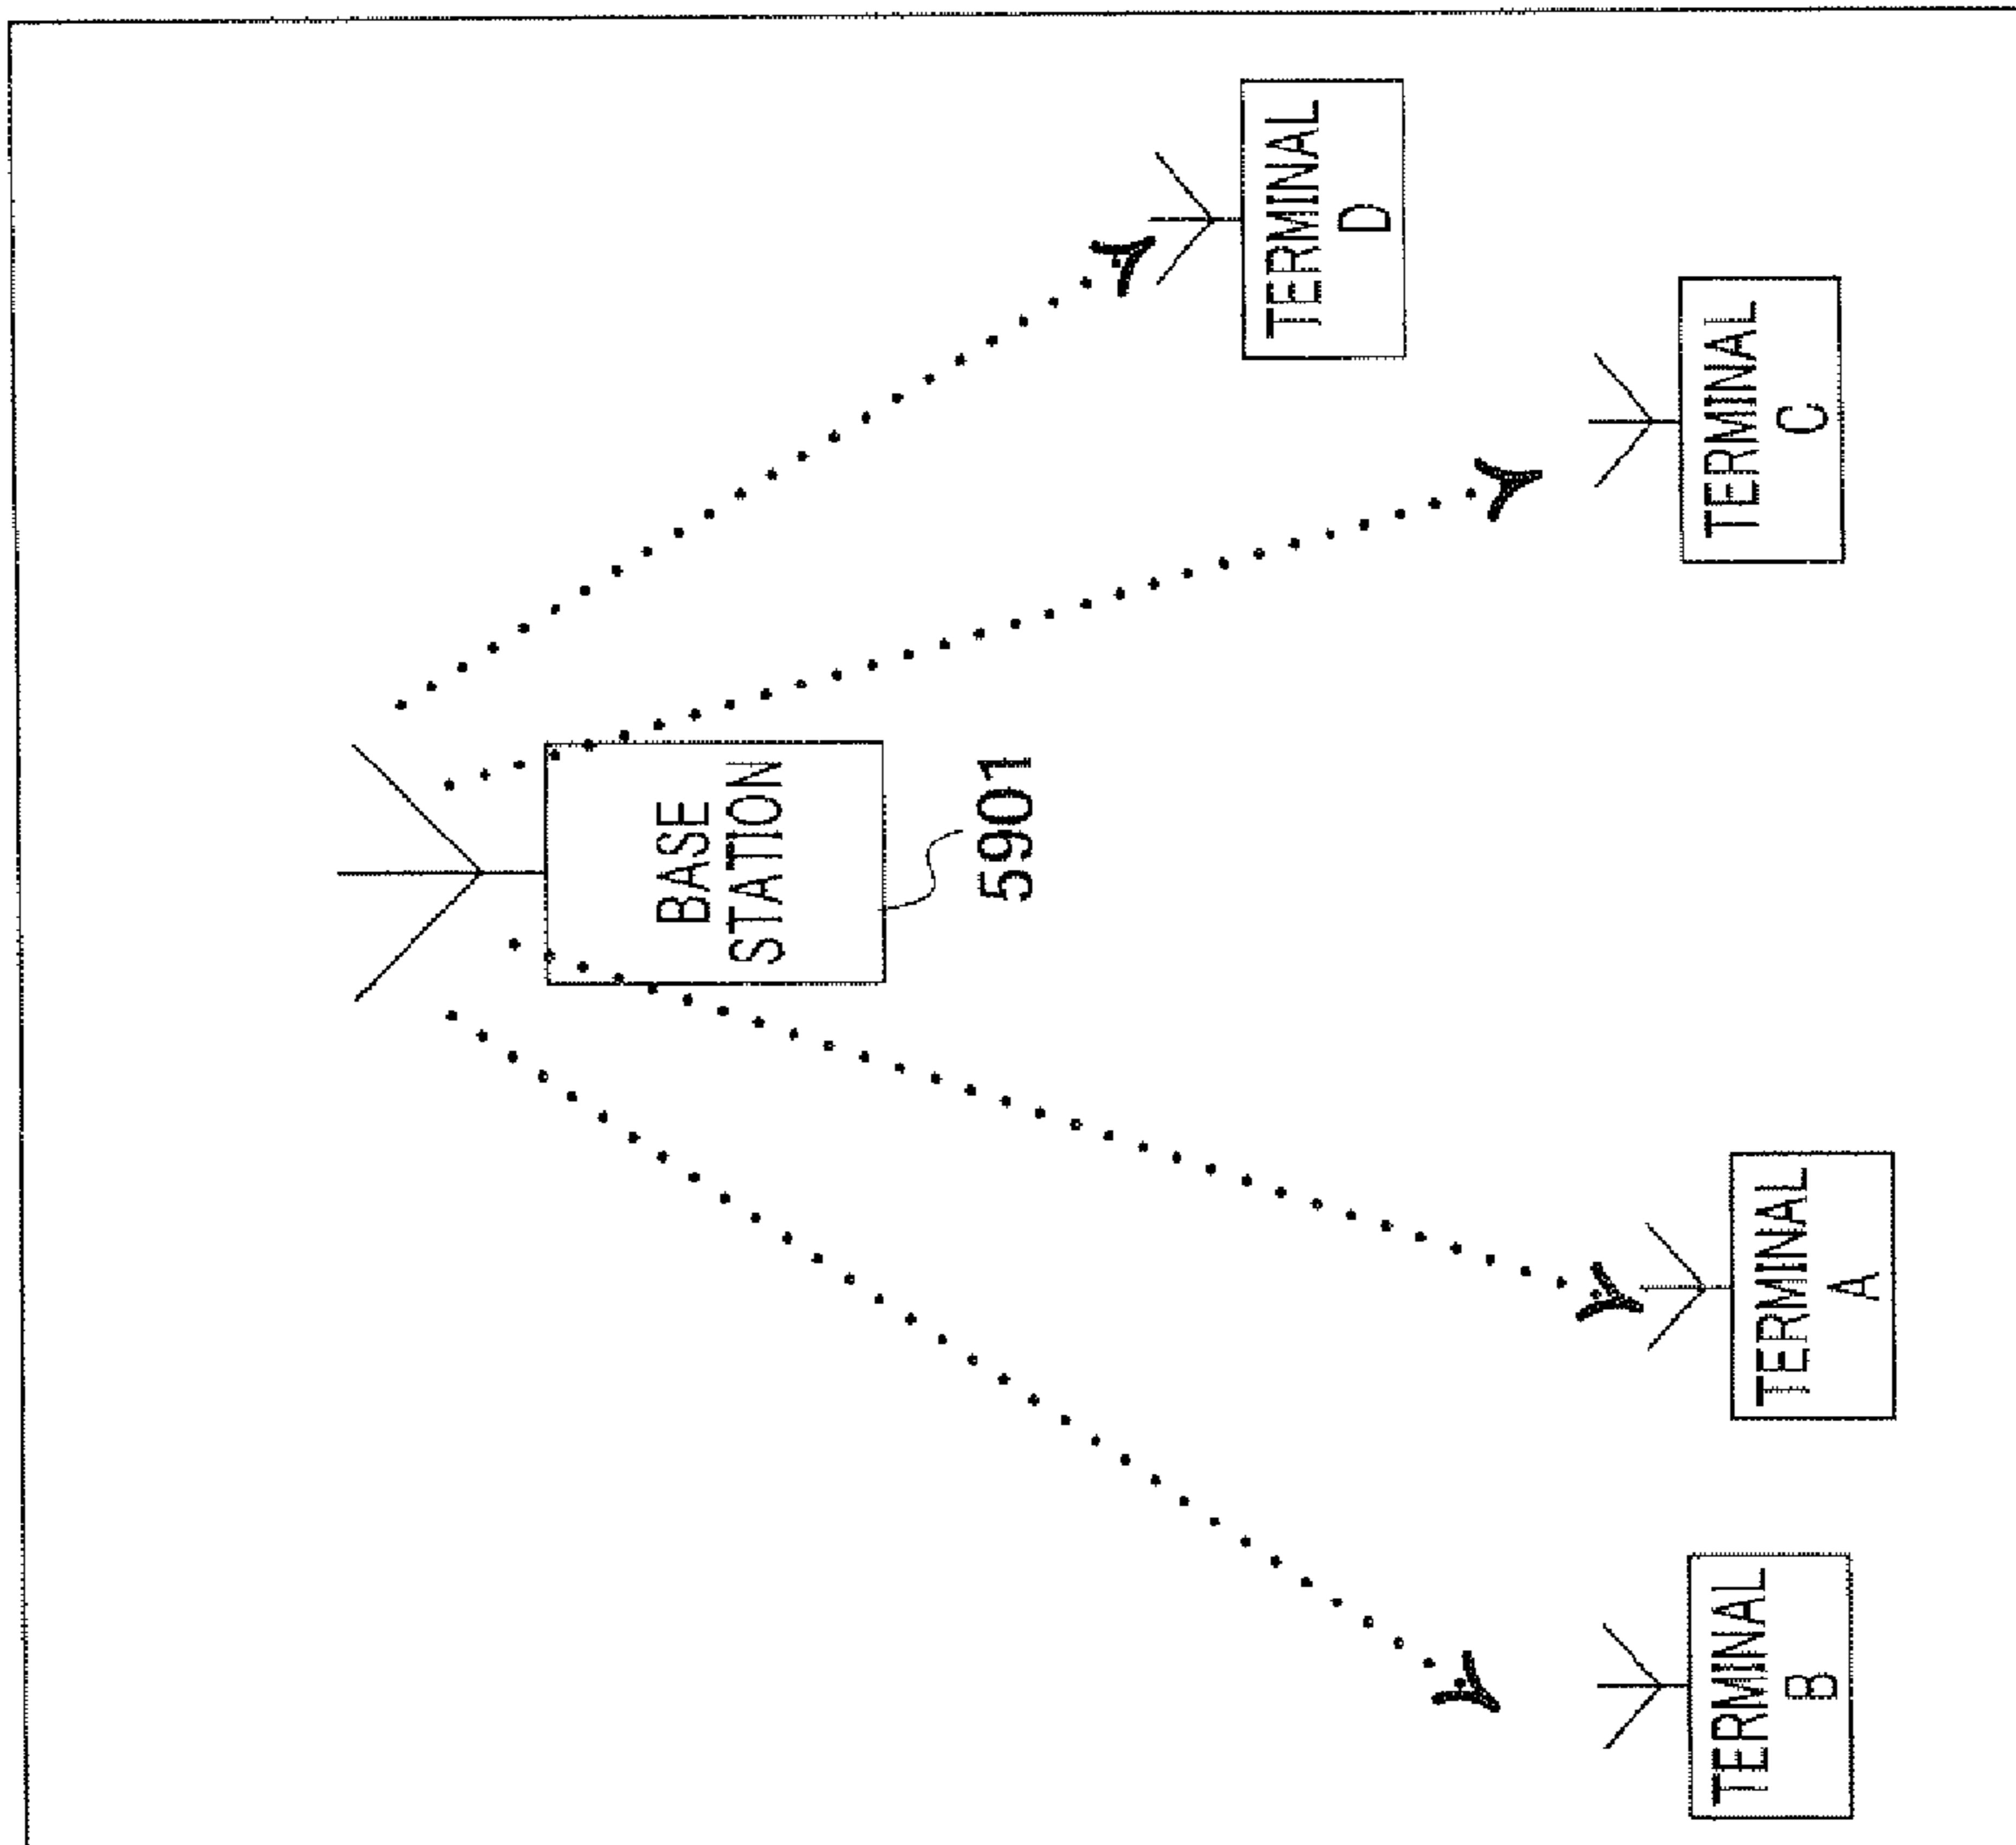 BASE
STATION
5901
TERMINAL
B
TERMINAL
A
TERMINAL
C
TERMINAL
D